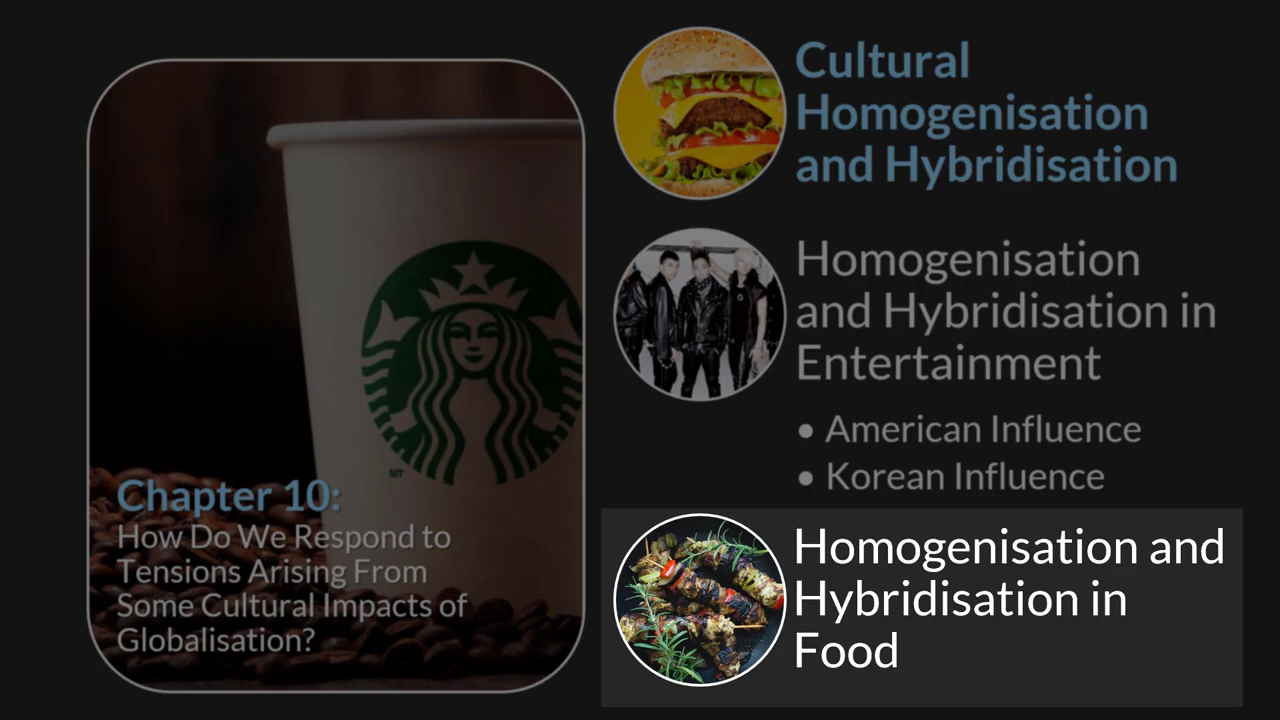 Cultural
Homogenisation
and Hybridisation
Homogenisation
and Hybridisation in
Entertainment
• American Influence
• Korean Influence
Homogenisation and
Hybridisation in
Food
MT
Chapter 10:
How Do We Respond to
Tensions Arising From
Some Cultural Impacts of
Globalisation?